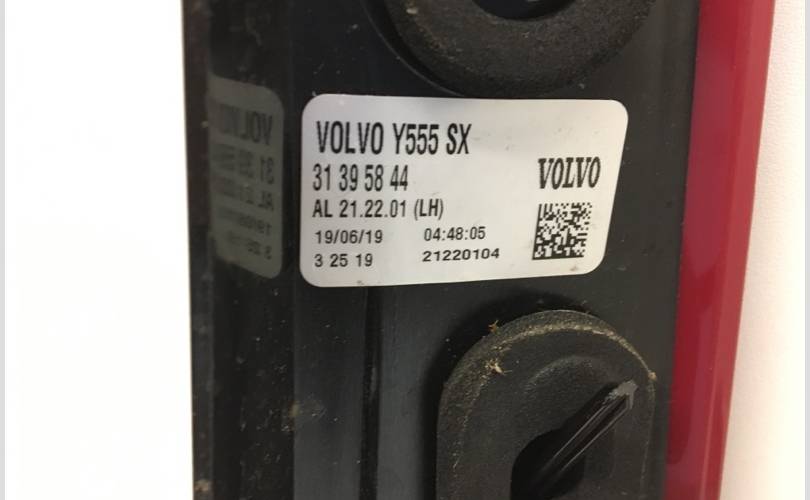 VOLVO Y555 SX
31 39 58 44
VOLVO
AL 21.22.01 (LH)
19/06/19 04:48:05
3 25 19 21220104